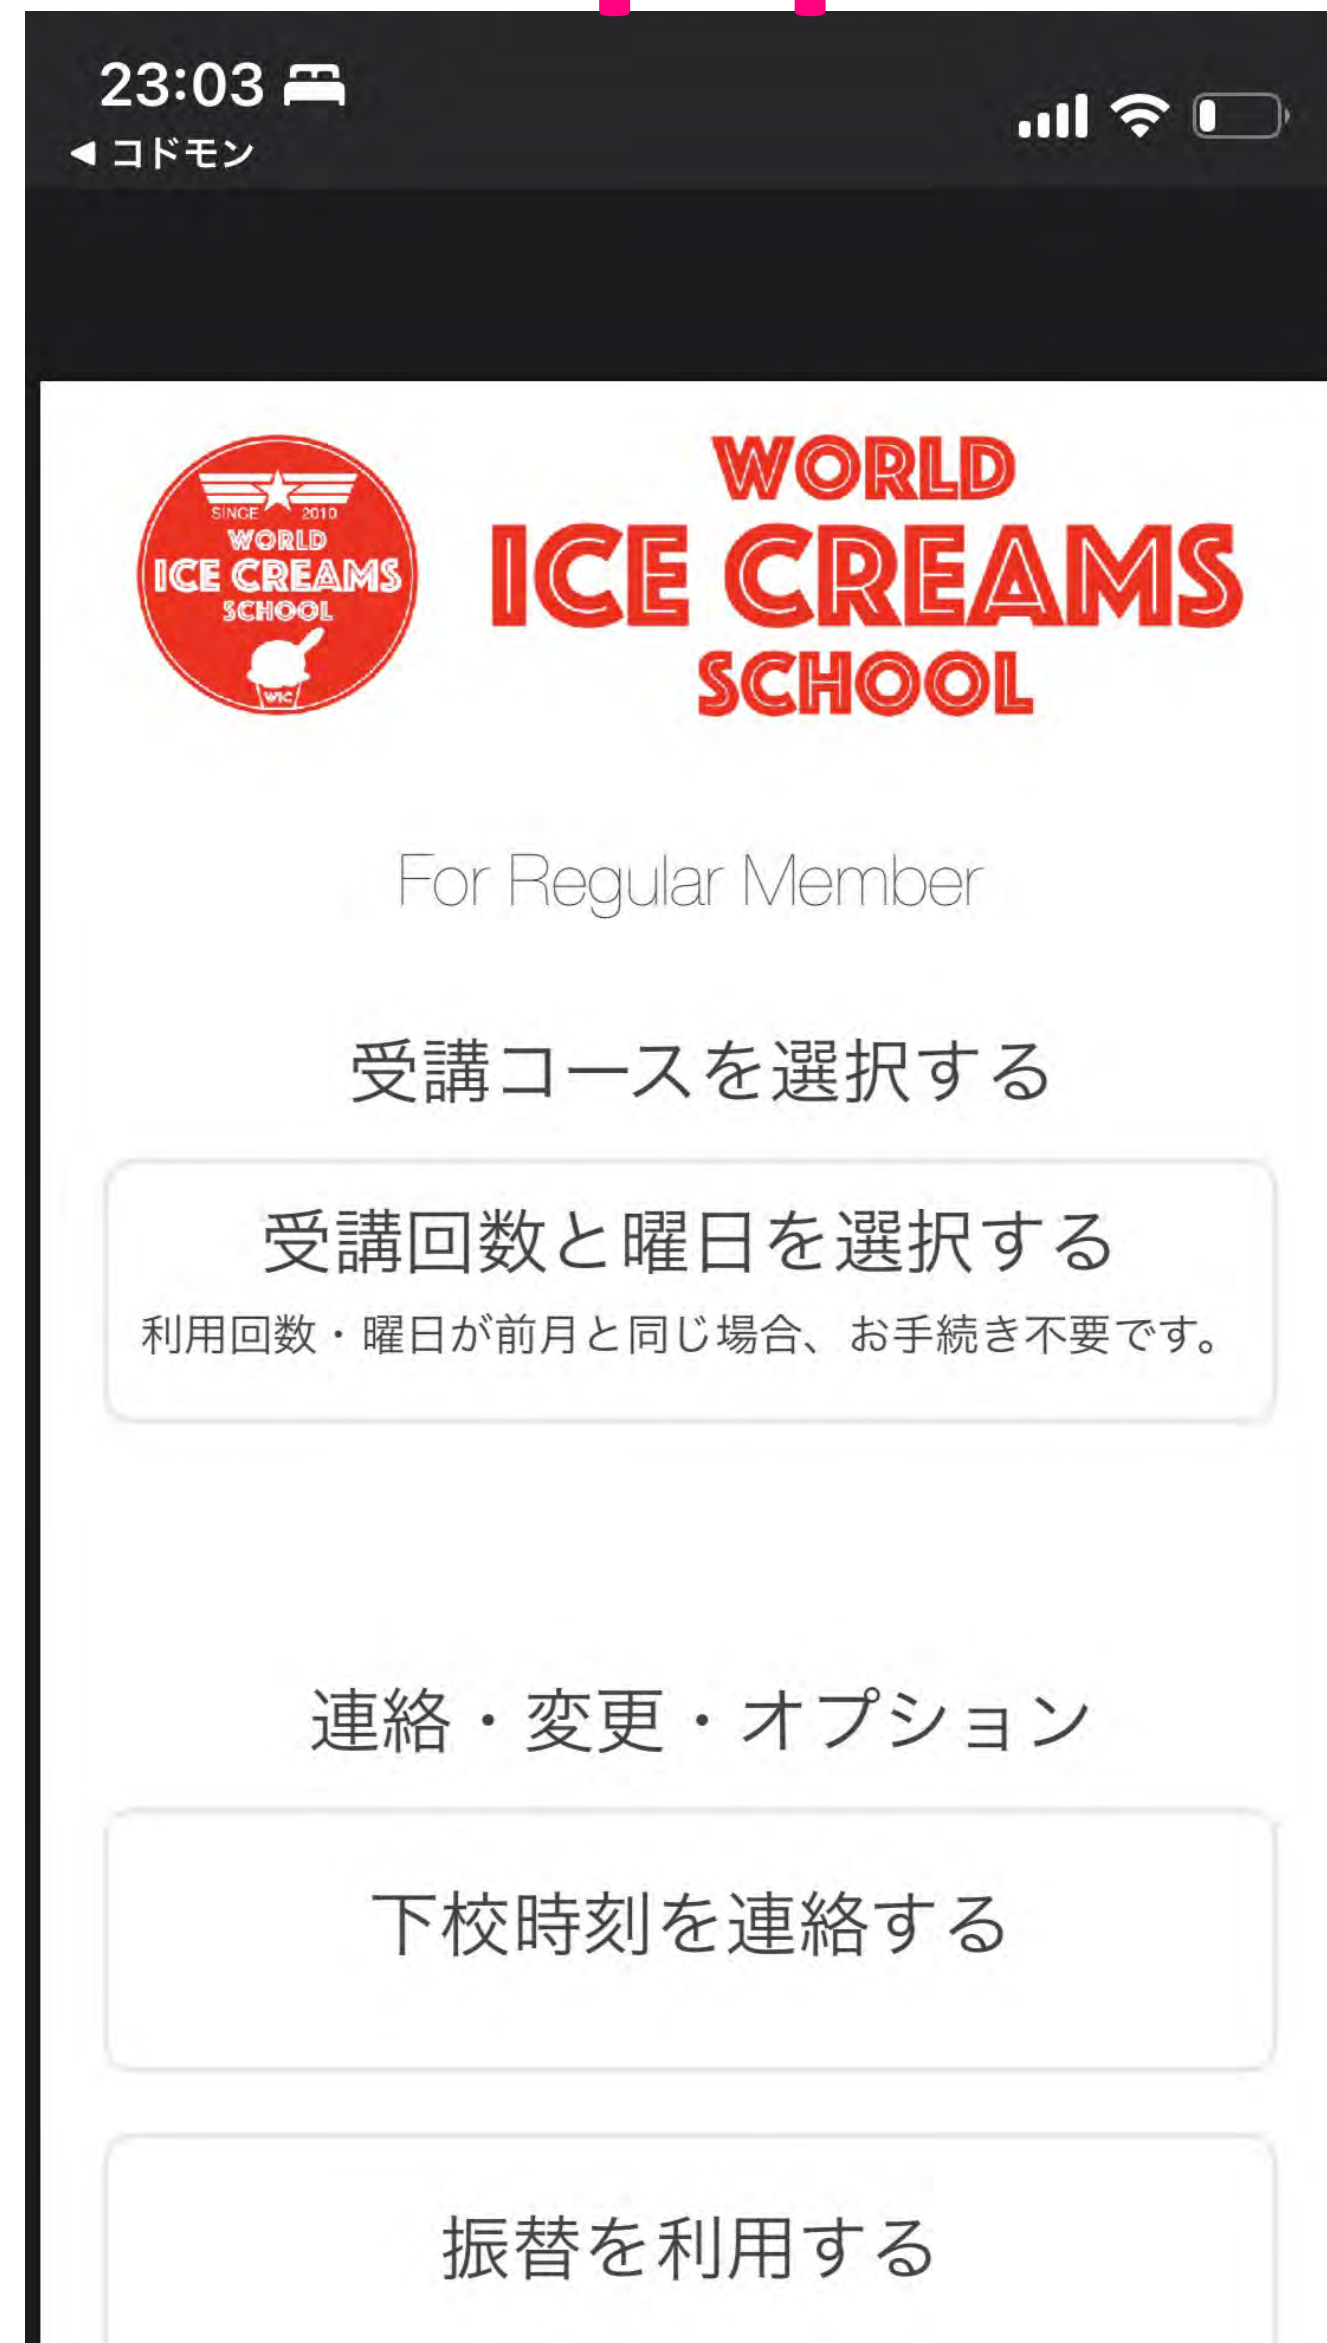 23:03
◀ コドモン
SINCE 2010
WORLD
ICE CREAMS
SCHOOL
WIC
WORLD
ICE CREAMS
SCHOOL
For Regular Member
受講コースを選択する
受講回数と曜日を選択する
利用回数・曜日が前月と同じ場合、お手続き不要です。
連絡・変更・オプション
下校時刻を連絡する
振替を利用する